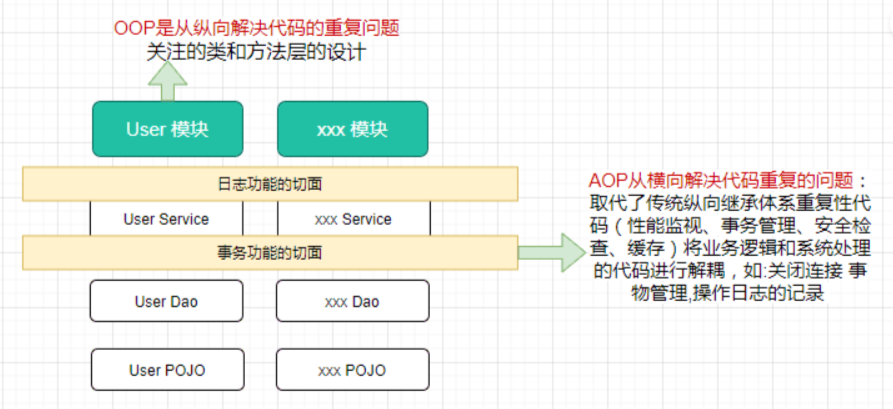 OOP是从纵向解决代码的重复问题
关注的类和方法层的设计
User 模块
xxx 模块
日志功能的切面
User Service
xxx Service
事务功能的切面
User Dao
xxx Dao
User POJO
xxx POJO
AOP从横向解决代码重复的问题：
取代了传统纵向继承体系重复性代
码（性能监视、事务管理、安全检
查、缓存）将业务逻辑和系统处理
的代码进行解耦，如:关闭连接 事
物管理,操作日志的记录